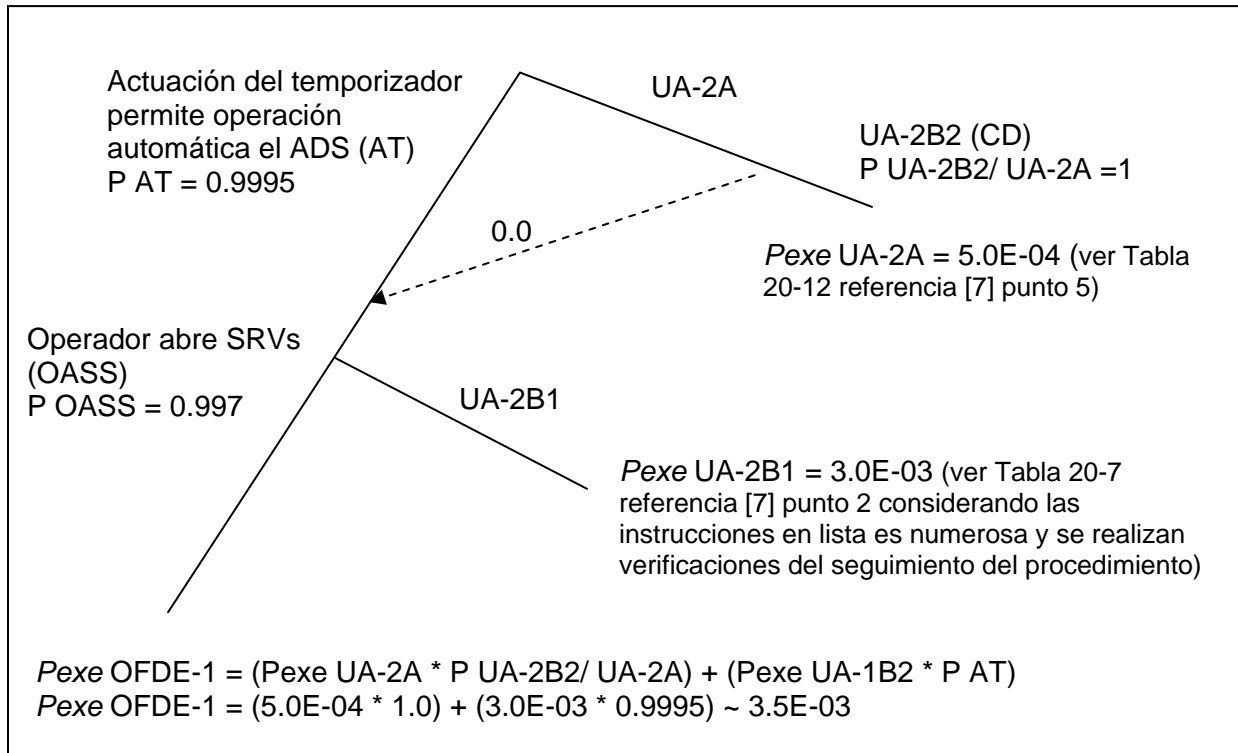 Actuación del temporizador
permite operación
automática el ADS (AT)
P AT = 0.9995
UA-2A
UA-2B2 (CD)
P UA-2B2/ UA-2A =1
0.0
Pexe UA-2A = 5.0E-04 (ver Tabla
20-12 referencia [7] punto 5)
Operador abre SRVs
(OASS)
P OASS = 0.997
UA-2B1
Pexe UA-2B1 = 3.0E-03 (ver Tabla 20-7
referencia [7] punto 2 considerando las
instrucciones en lista es numerosa y se realizan
verificaciones del seguimiento del procedimiento)
Pexe OFDE-1 = (Pexe UA-2A * P UA-2B2/ UA-2A) + (Pexe UA-1B2 * P AT)
Pexe OFDE-1 = (5.0E-04 * 1.0) + (3.0E-03 * 0.9995) ~ 3.5E-03